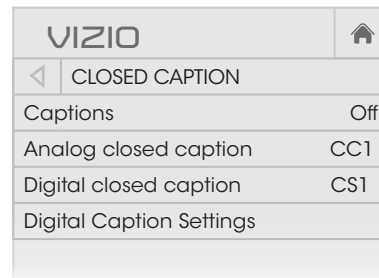 VIZIO
CLOSED CAPTION
Captions Off
Analog closed caption CC1
Digital closed caption CS1
Digital Caption Settings